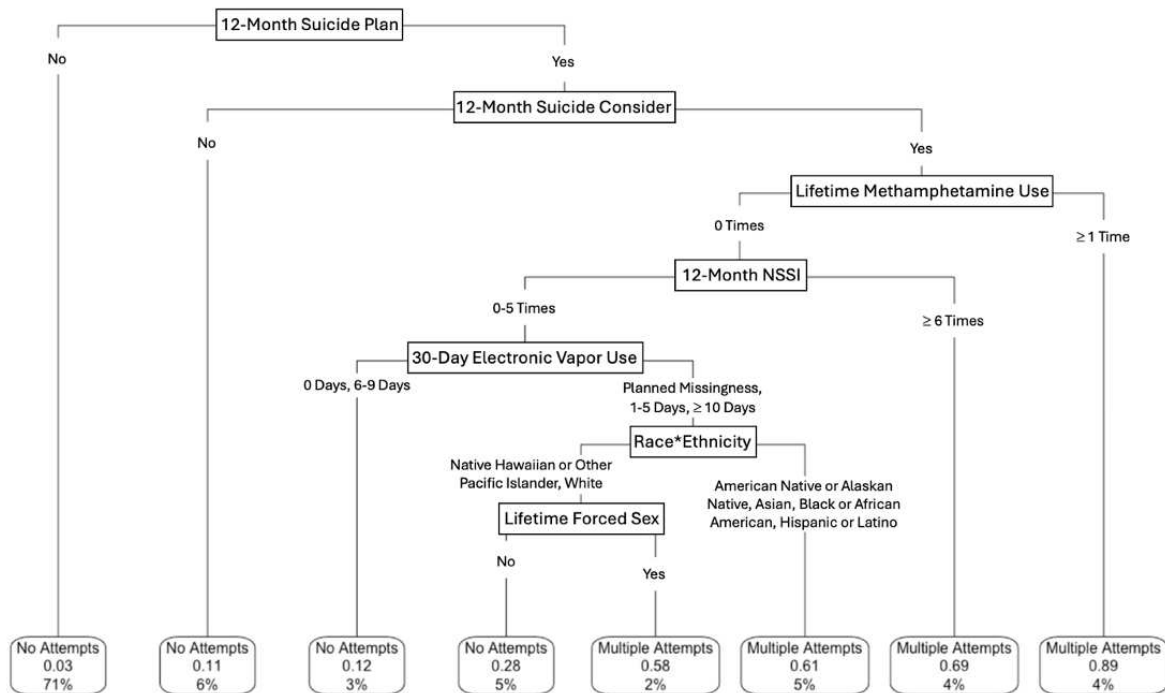 12-Month Suicide Plan
No
Yes
12-Month Suicide Consider
No
Yes
Lifetime Methamphetamine Use
0 Times
≥ 1 Time
12-Month NSSI
0-5 Times
≥ 6 Times
30-Day Electronic Vapor Use
0 Days, 6-9 Days
Planned Missingness,
1-5 Days, ≥ 10 Days
Race*Ethnicity
Native Hawaiian or Other
Pacific Islander, White
American Native or Alaskan
Native, Asian, Black or African
American, Hispanic or Latino
Lifetime Forced Sex
No
Yes
No Attempts
0.03
71%
No Attempts
0.11
6%
No Attempts
0.12
3%
No Attempts
0.28
5%
Multiple Attempts
0.58
2%
Multiple Attempts
0.61
5%
Multiple Attempts
0.69
4%
Multiple Attempts
0.89
4%